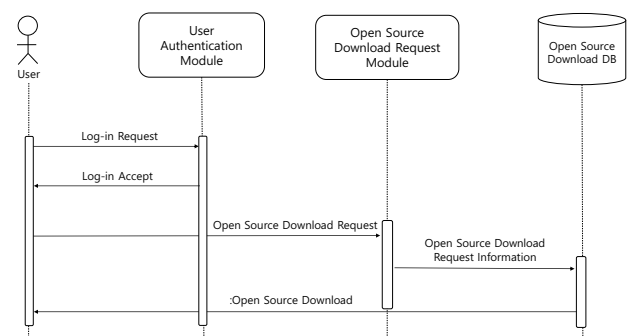 User
User
Authentication
Module
Open Source
Download Request
Module
Open Source
Download DB
Log-in Request
Log-in Accept
Open Source Download Request
Open Source Download
Request Information
:Open Source Download